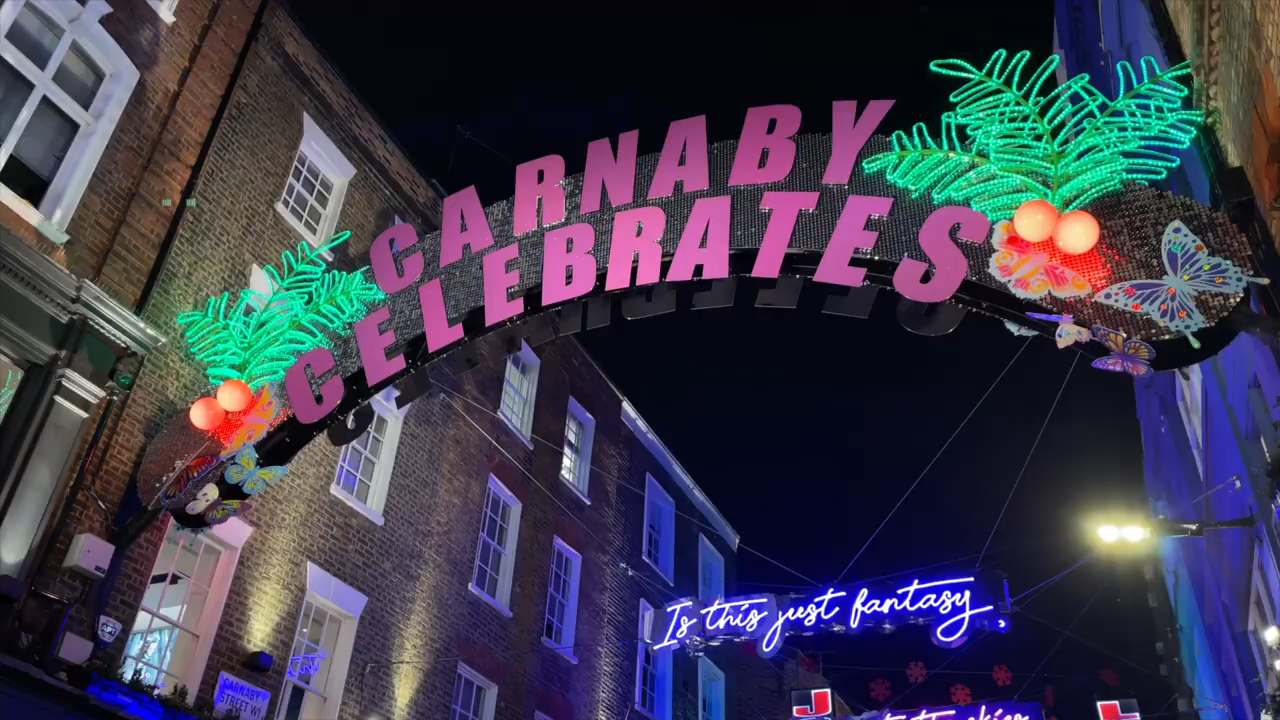 CARNABY
CELEBRATES
Is this just fantasy,
CARNABY
STREET W1
J